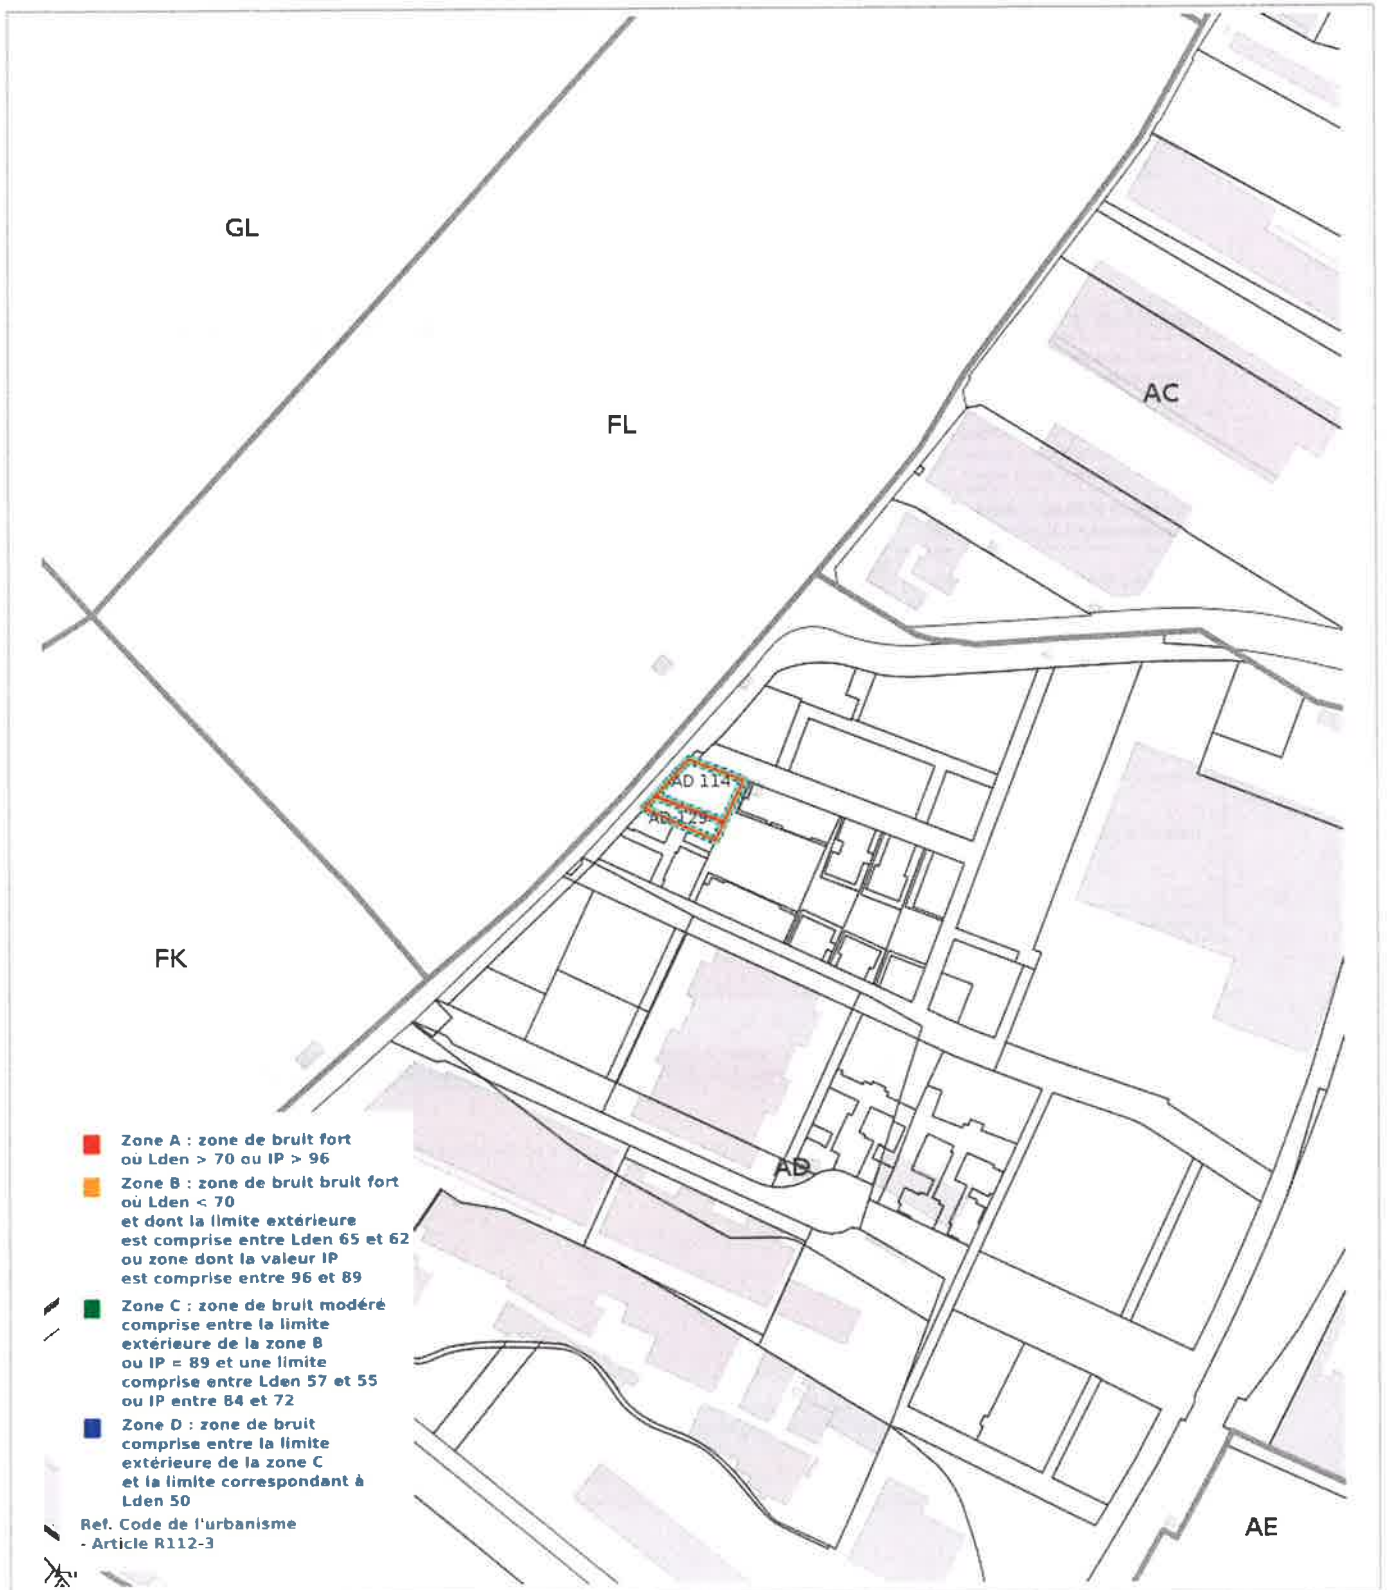 GL
FL
AC
AD 114
AD 129
FK
AD
Zone A : zone de bruit fort
où Lden > 70 ou IP > 96
Zone B : zone de bruit bruit fort
où Lden < 70
et dont la limite extérieure
est comprise entre Lden 65 et 62
ou zone dont la valeur IP
est comprise entre 96 et 89
Zone C : zone de bruit modéré
comprise entre la limite
extérieure de la zone B
ou IP = 89 et une limite
comprise entre Lden 57 et 55
ou IP entre 84 et 72
Zone D : zone de bruit
comprise entre la limite
extérieure de la zone C
et la limite correspondant à
Lden 50
Ref. Code de l'urbanisme
- Article R112-3
AE